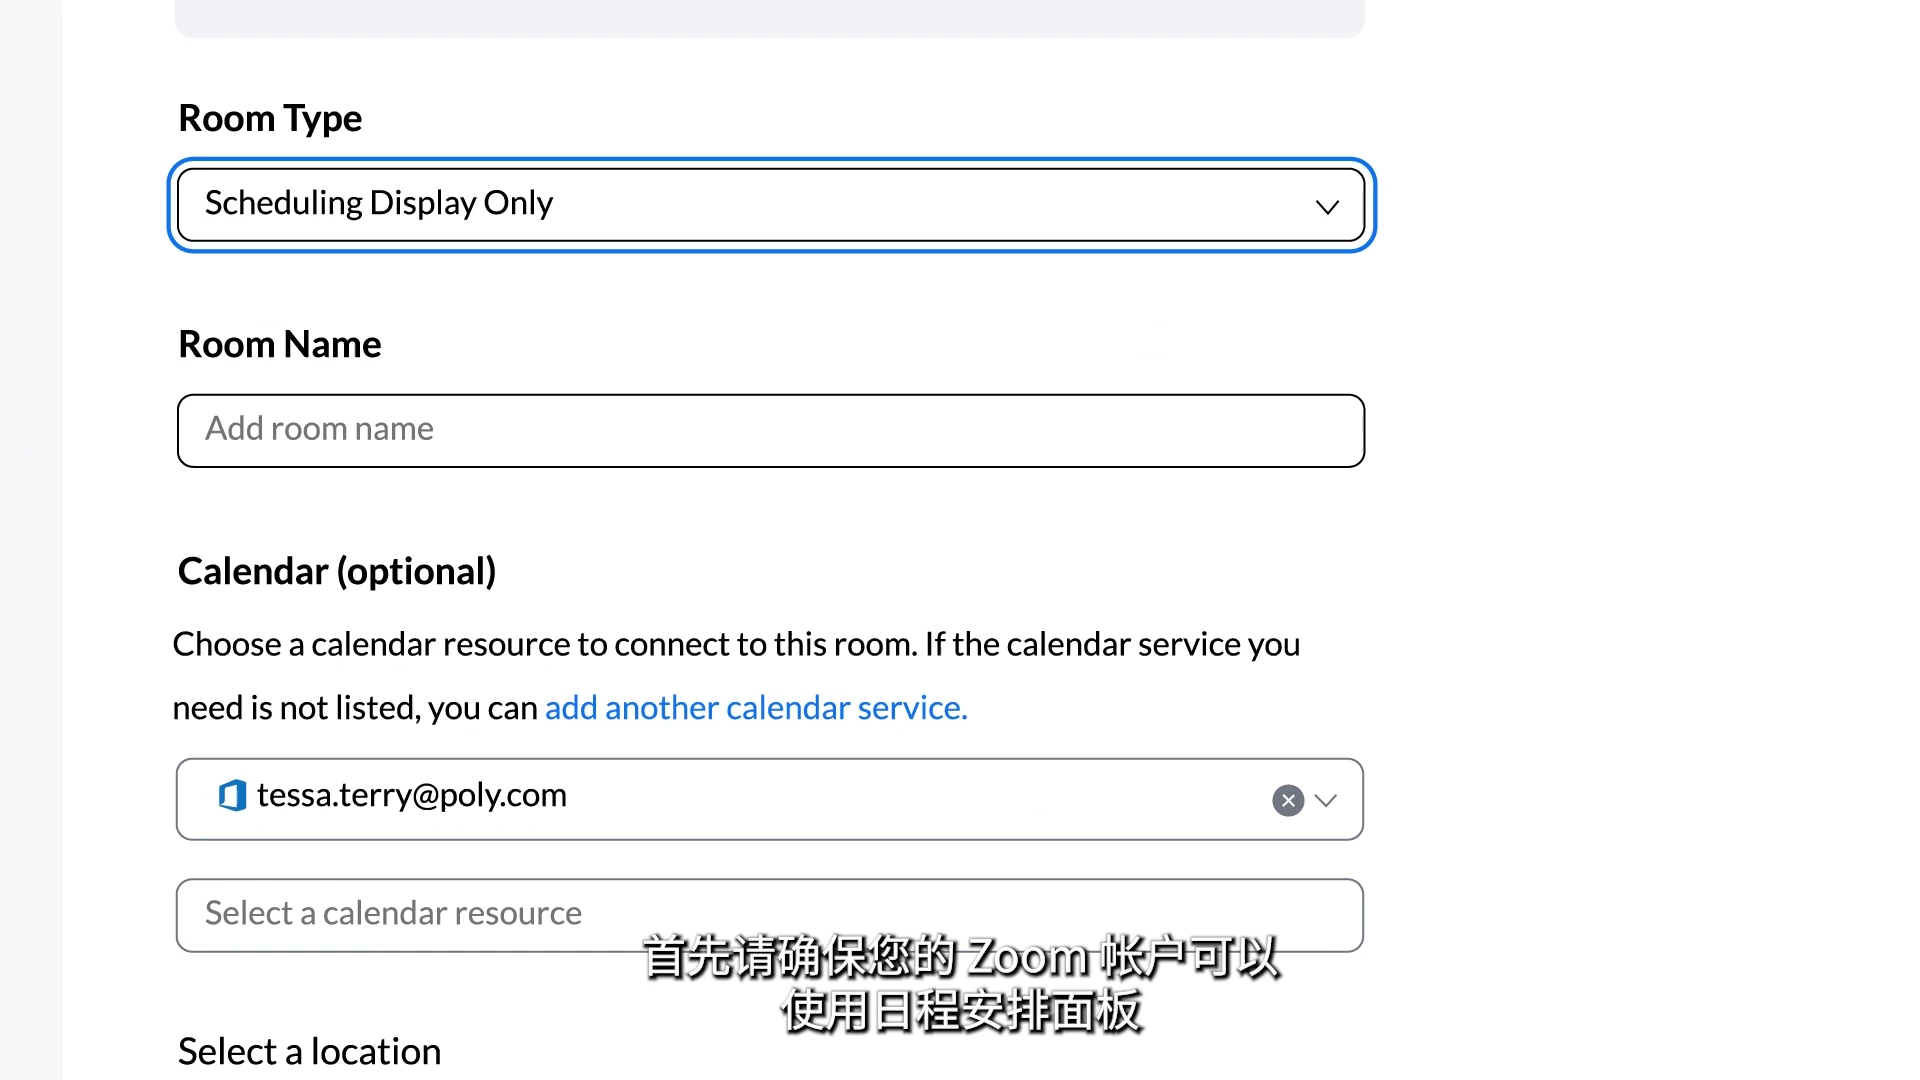 Room Type
Scheduling Display Only
Room Name
Add room name
Calendar (optional)
Choose a calendar resource to connect to this room. If the calendar service you
need is not listed, you can add another calendar service.
tessa.terry@poly.com
Select a calendar resource
首先请确保您的 Zoom 帐户可以
使用日程安排面板
Select a location